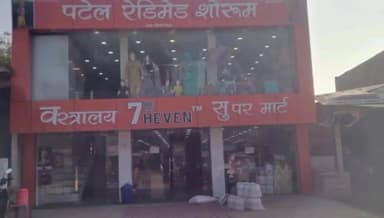 पटेल रेडिमेड शोरूम
वस्त्रालय 7 HEVEN™ सुपर मार्ट